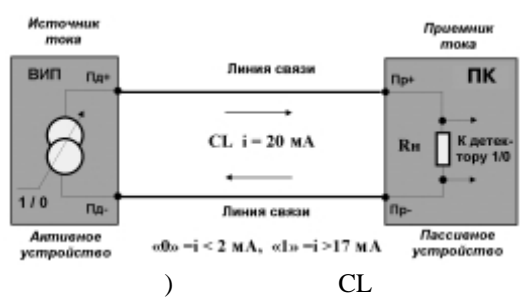 Источник тока
Приемник тока
ВИП
Пд+
Линия связи
Пр+
ПК
CL i = 20 мА
Rн
К детек-
тору 1/0
1 / 0
Пд-
Линия связи
Пр-
Активное устройство
«0» =i < 2 мА, «1» =i >17 мА
Пассивное устройство
) CL